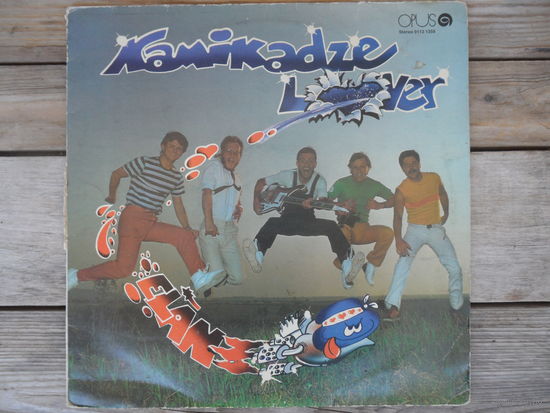 OPUS
Stereo 9113 1358
Kamikadze
Lover
ELÁN